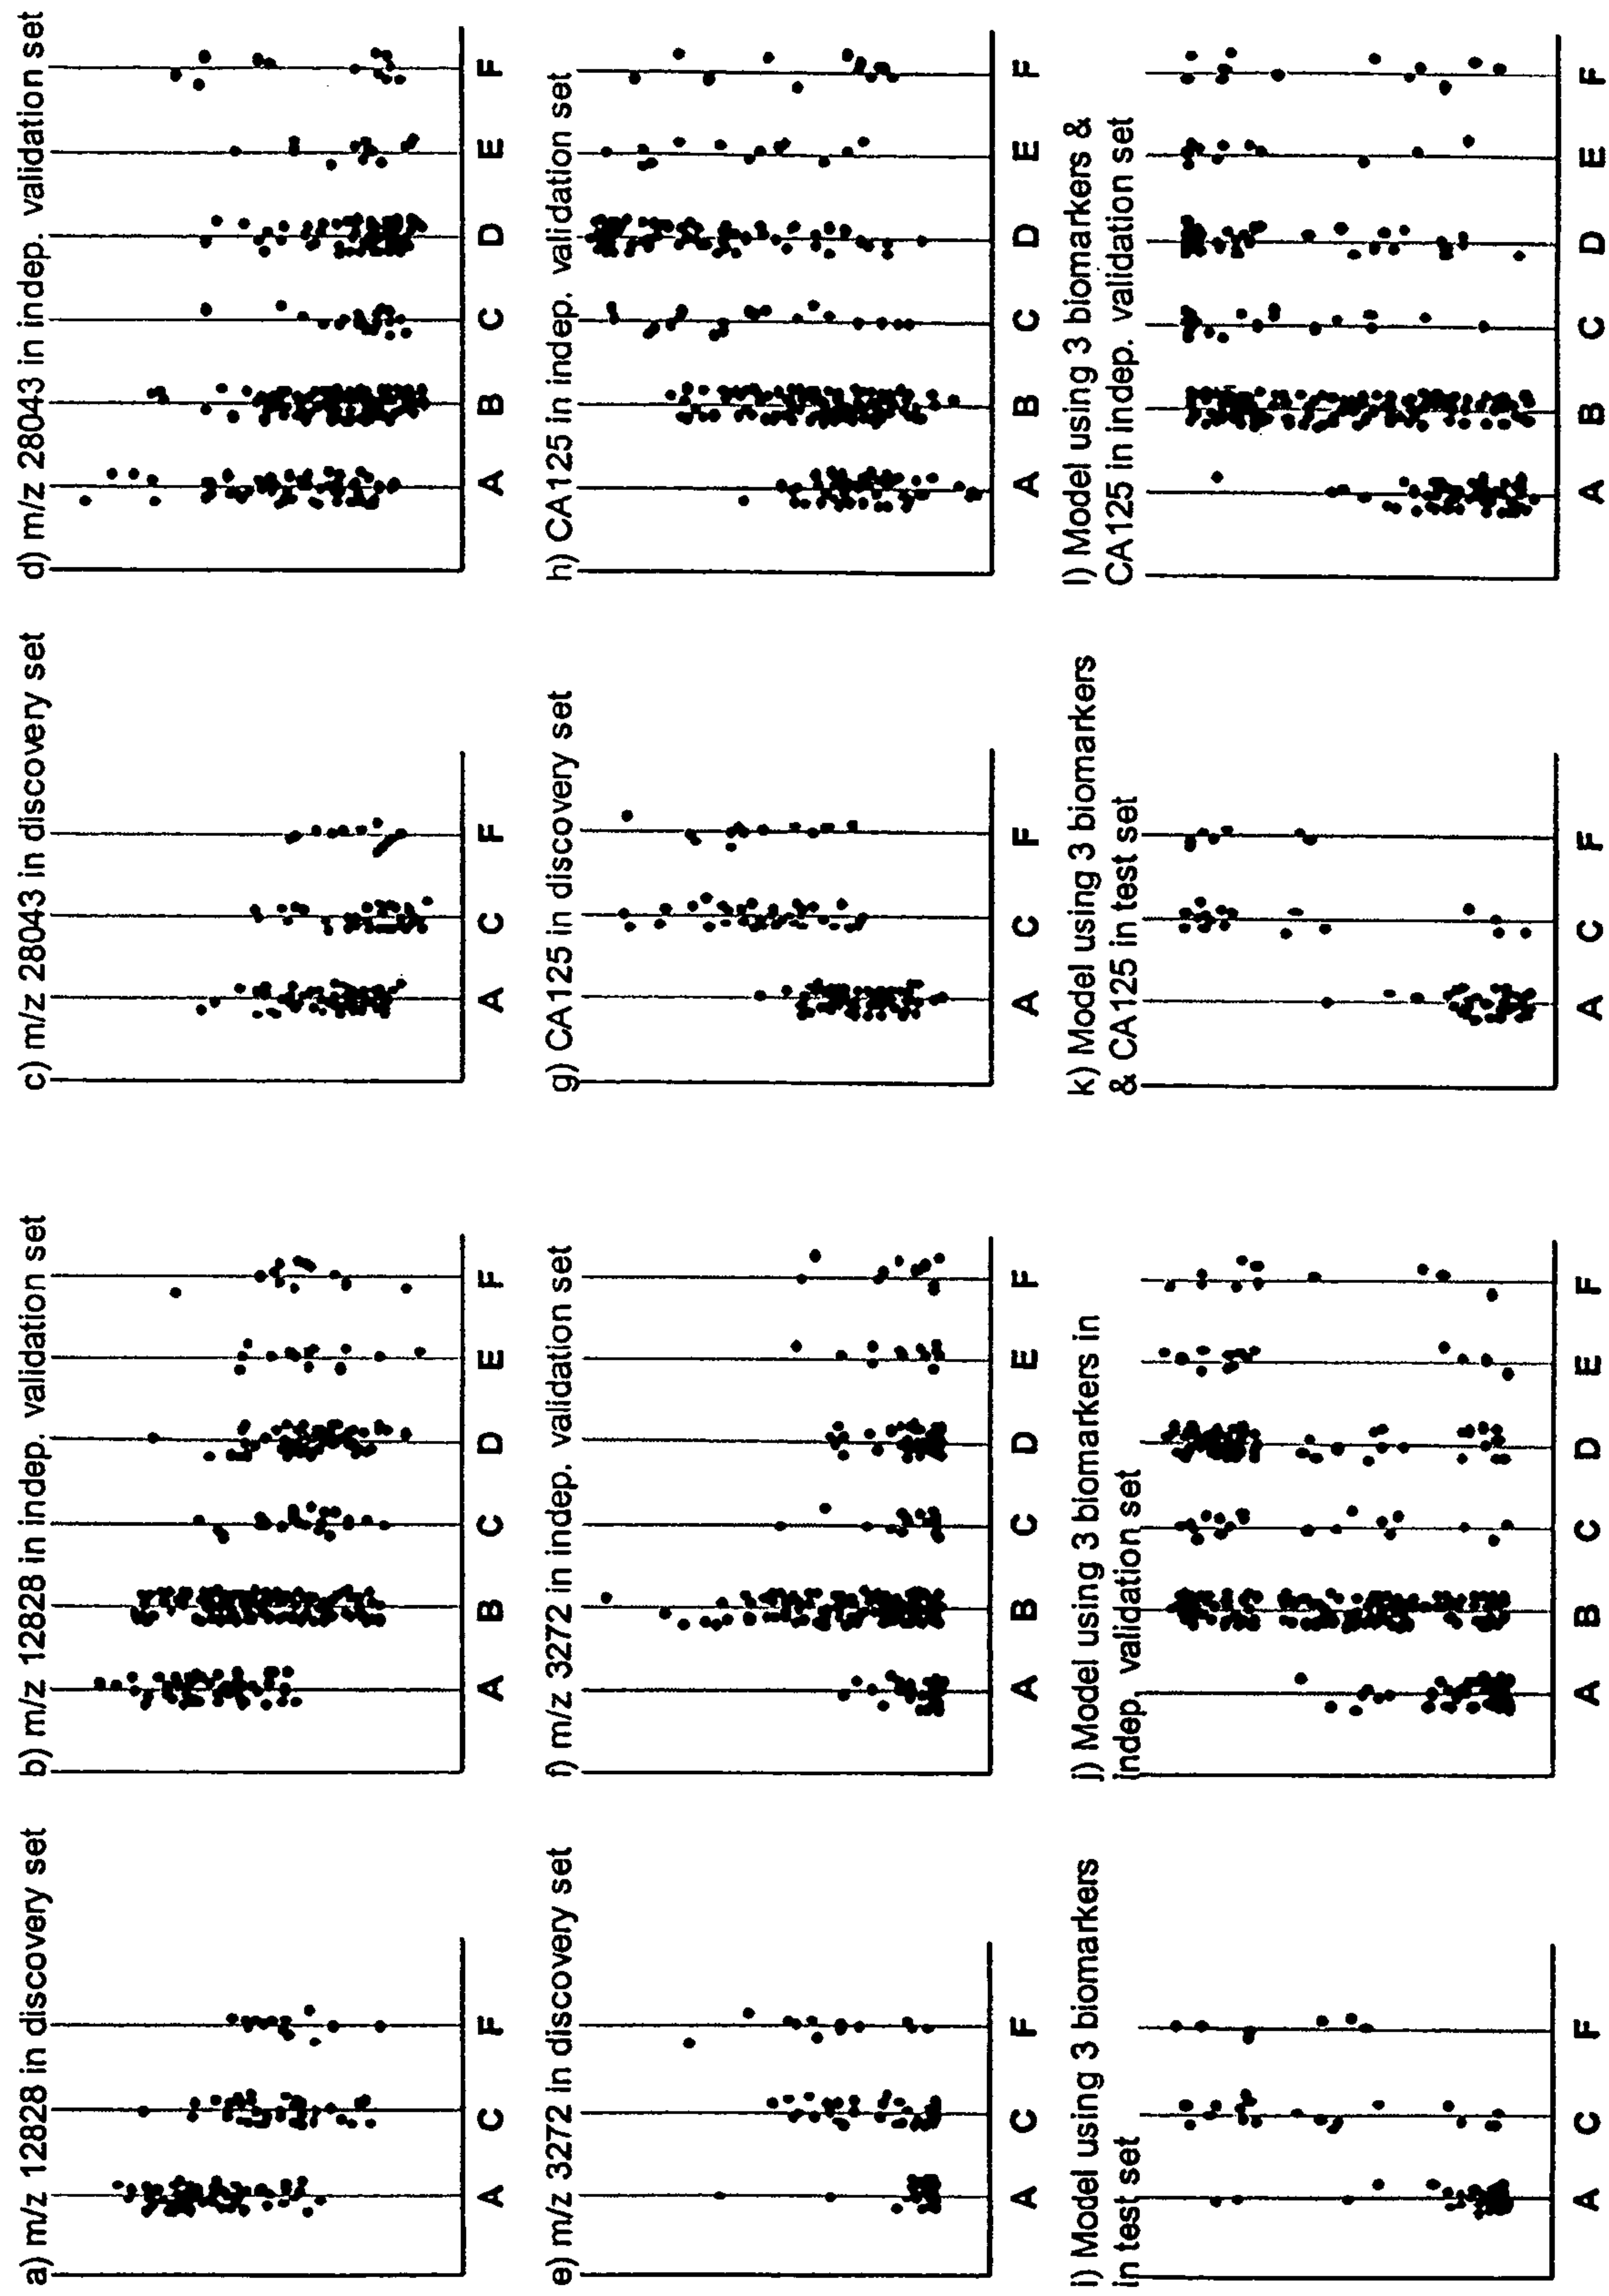 a) m/z 12828 in discovery set
A C F
b) m/z 12828 in indep. validation set
A B C D E F
c) m/z 28043 in discovery set
A C F
d) m/z 28043 in indep. validation set
A B C D E F
e) m/z 3272 in discovery set
A C F
f) m/z 3272 in indep. validation set
A B C D E F
g) CA125 in discovery set
A C F
h) CA125 in indep. validation set
A B C D E F
i) Model using 3 biomarkers
in test set
A C F
j) Model using 3 biomarkers in
indep. validation set
A B C D E F
k) Model using 3 biomarkers
& CA125 in test set
A C F
l) Model using 3 biomarkers &
CA125 in indep. validation set
A B C D E F